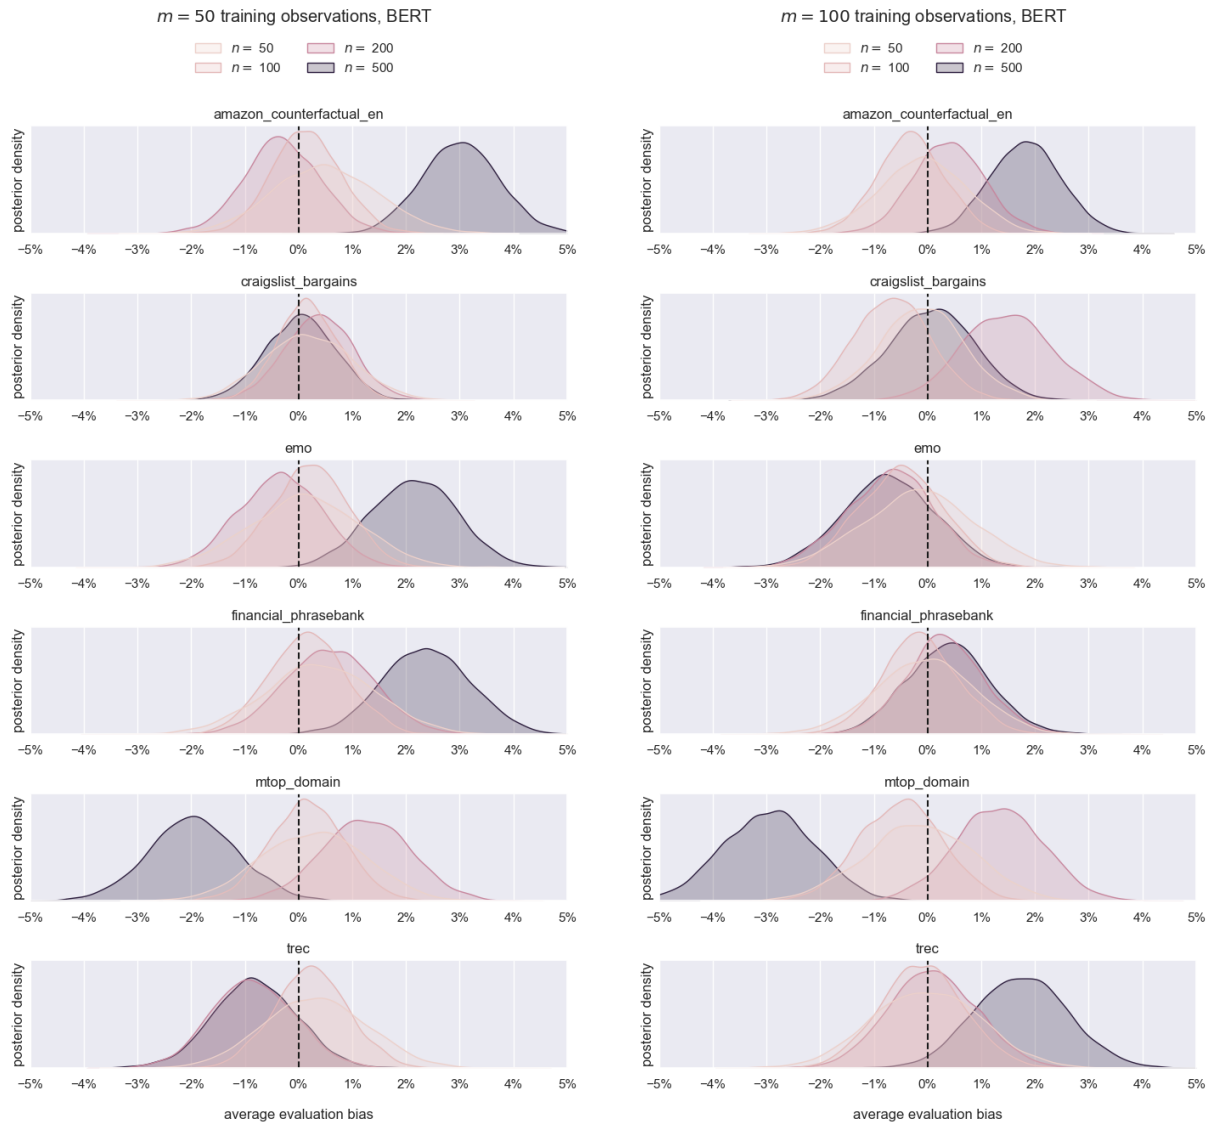 m = 50 training observations, BERT
n = 50
n = 200
n = 100
n = 500
amazon_counterfactual_en
posterior density
−5% −4% −3% −2% −1% 0% 1% 2% 3% 4% 5%
craigslist_bargains
posterior density
−5% −4% −3% −2% −1% 0% 1% 2% 3% 4% 5%
emo
posterior density
−5% −4% −3% −2% −1% 0% 1% 2% 3% 4% 5%
financial_phrasebank
posterior density
−5% −4% −3% −2% −1% 0% 1% 2% 3% 4% 5%
mtop_domain
posterior density
−5% −4% −3% −2% −1% 0% 1% 2% 3% 4% 5%
trec
posterior density
−5% −4% −3% −2% −1% 0% 1% 2% 3% 4% 5%
average evaluation bias
m = 100 training observations, BERT
n = 50
n = 200
n = 100
n = 500
amazon_counterfactual_en
posterior density
−5% −4% −3% −2% −1% 0% 1% 2% 3% 4% 5%
craigslist_bargains
posterior density
−5% −4% −3% −2% −1% 0% 1% 2% 3% 4% 5%
emo
posterior density
−5% −4% −3% −2% −1% 0% 1% 2% 3% 4% 5%
financial_phrasebank
posterior density
−5% −4% −3% −2% −1% 0% 1% 2% 3% 4% 5%
mtop_domain
posterior density
−5% −4% −3% −2% −1% 0% 1% 2% 3% 4% 5%
trec
posterior density
−5% −4% −3% −2% −1% 0% 1% 2% 3% 4% 5%
average evaluation bias